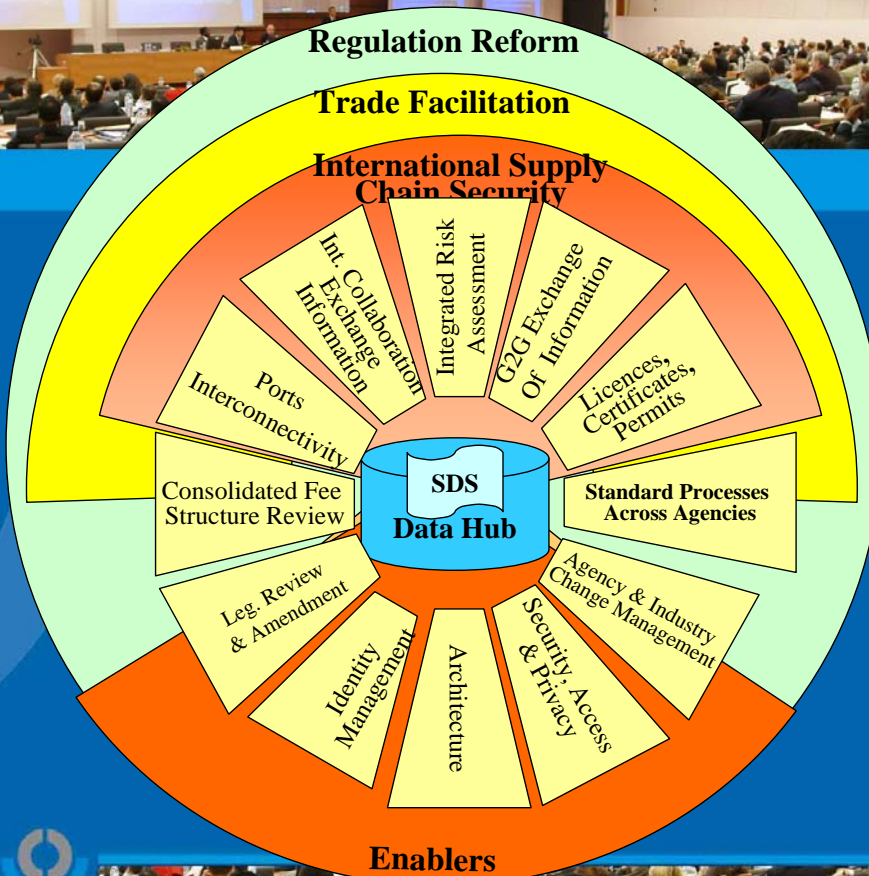 Regulation Reform
Trade Facilitation
International Supply
Chain Security
Int. Collaboration
Exchange
Information
Integrated Risk
Assessment
G2G Exchange
Of Information
Ports
Interconnectivity
Licences,
Certificates,
Permits
Consolidated Fee
Structure Review
SDS
Data Hub
Standard Processes
Across Agencies
Leg. Review
& Amendment
Identity
Management
Architecture
Security, Access
& Privacy
Agency & Industry
Change Management
Enablers